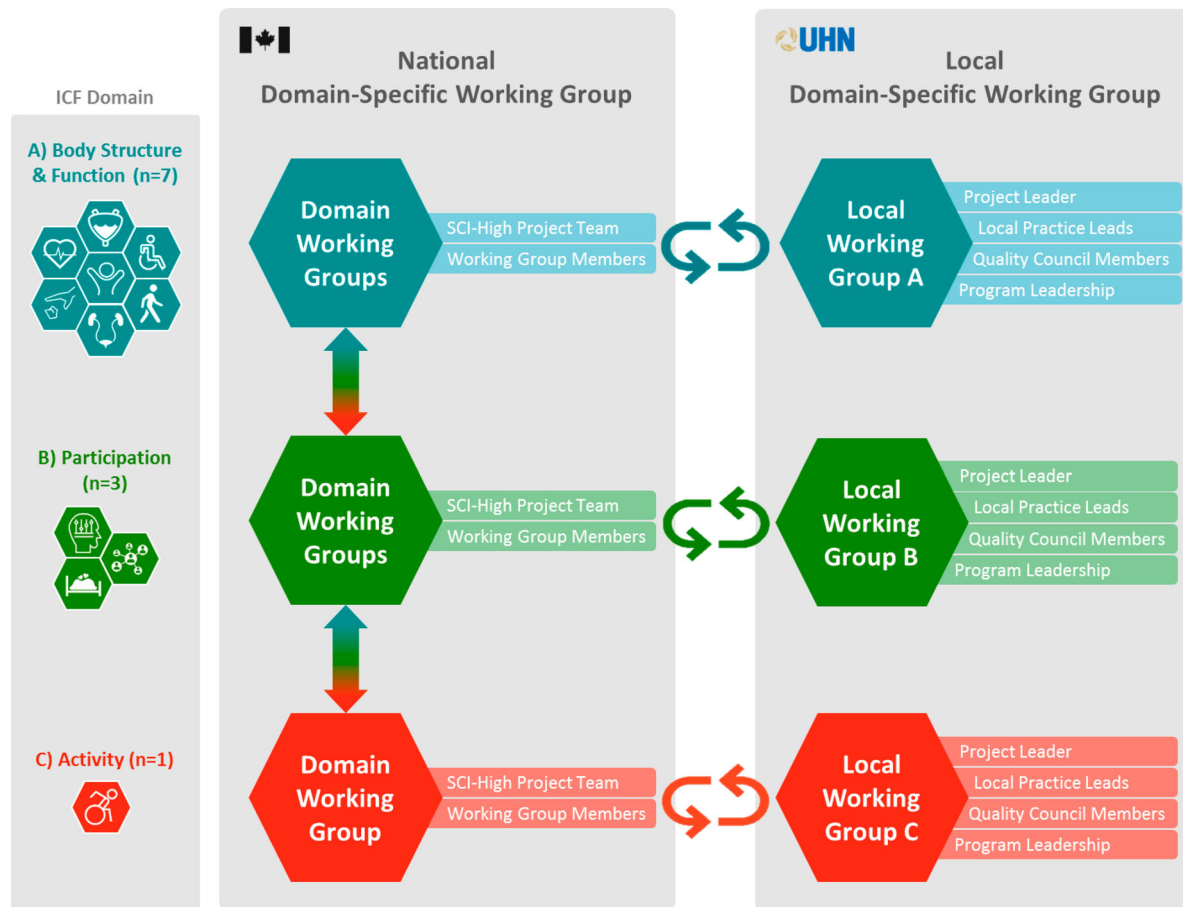 ICF Domain
A) Body Structure
& Function (n=7)
B) Participation
(n=3)
C) Activity (n=1)
National
Domain-Specific Working Group
Domain
Working
Groups
SCI-High Project Team
Working Group Members
Domain
Working
Groups
SCI-High Project Team
Working Group Members
Domain
Working
Group
SCI-High Project Team
Working Group Members
UHN
Local
Domain-Specific Working Group
Local
Working
Group A
Project Leader
Local Practice Leads
Quality Council Members
Program Leadership
Local
Working
Group B
Project Leader
Local Practice Leads
Quality Council Members
Program Leadership
Local
Working
Group C
Project Leader
Local Practice Leads
Quality Council Members
Program Leadership